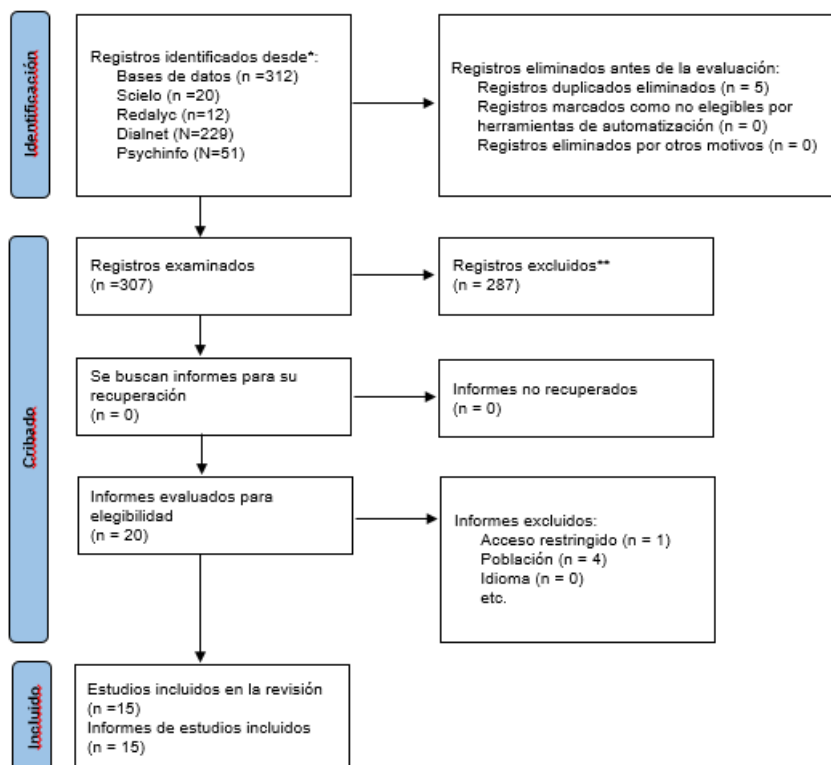 Identificación
Registros identificados desde*:
Bases de datos (n =312)
Scielo (n =20)
Redalyc (n=12)
Dialnet (N=229)
Psychinfo (N=51)
Registros eliminados antes de la evaluación:
Registros duplicados eliminados (n = 5)
Registros marcados como no elegibles por
herramientas de automatización (n = 0)
Registros eliminados por otros motivos (n = 0)
Cribado
Registros examinados
(n =307)
Registros excluidos**
(n = 287)
Se buscan informes para su
recuperación
(n = 0)
Informes no recuperados
(n = 0)
Informes evaluados para
elegibilidad
(n = 20)
Informes excluidos:
Acceso restringido (n = 1)
Población (n = 4)
Idioma (n = 0)
etc.
Incluido
Estudios incluidos en la revisión
(n =15)
Informes de estudios incluidos
(n = 15)